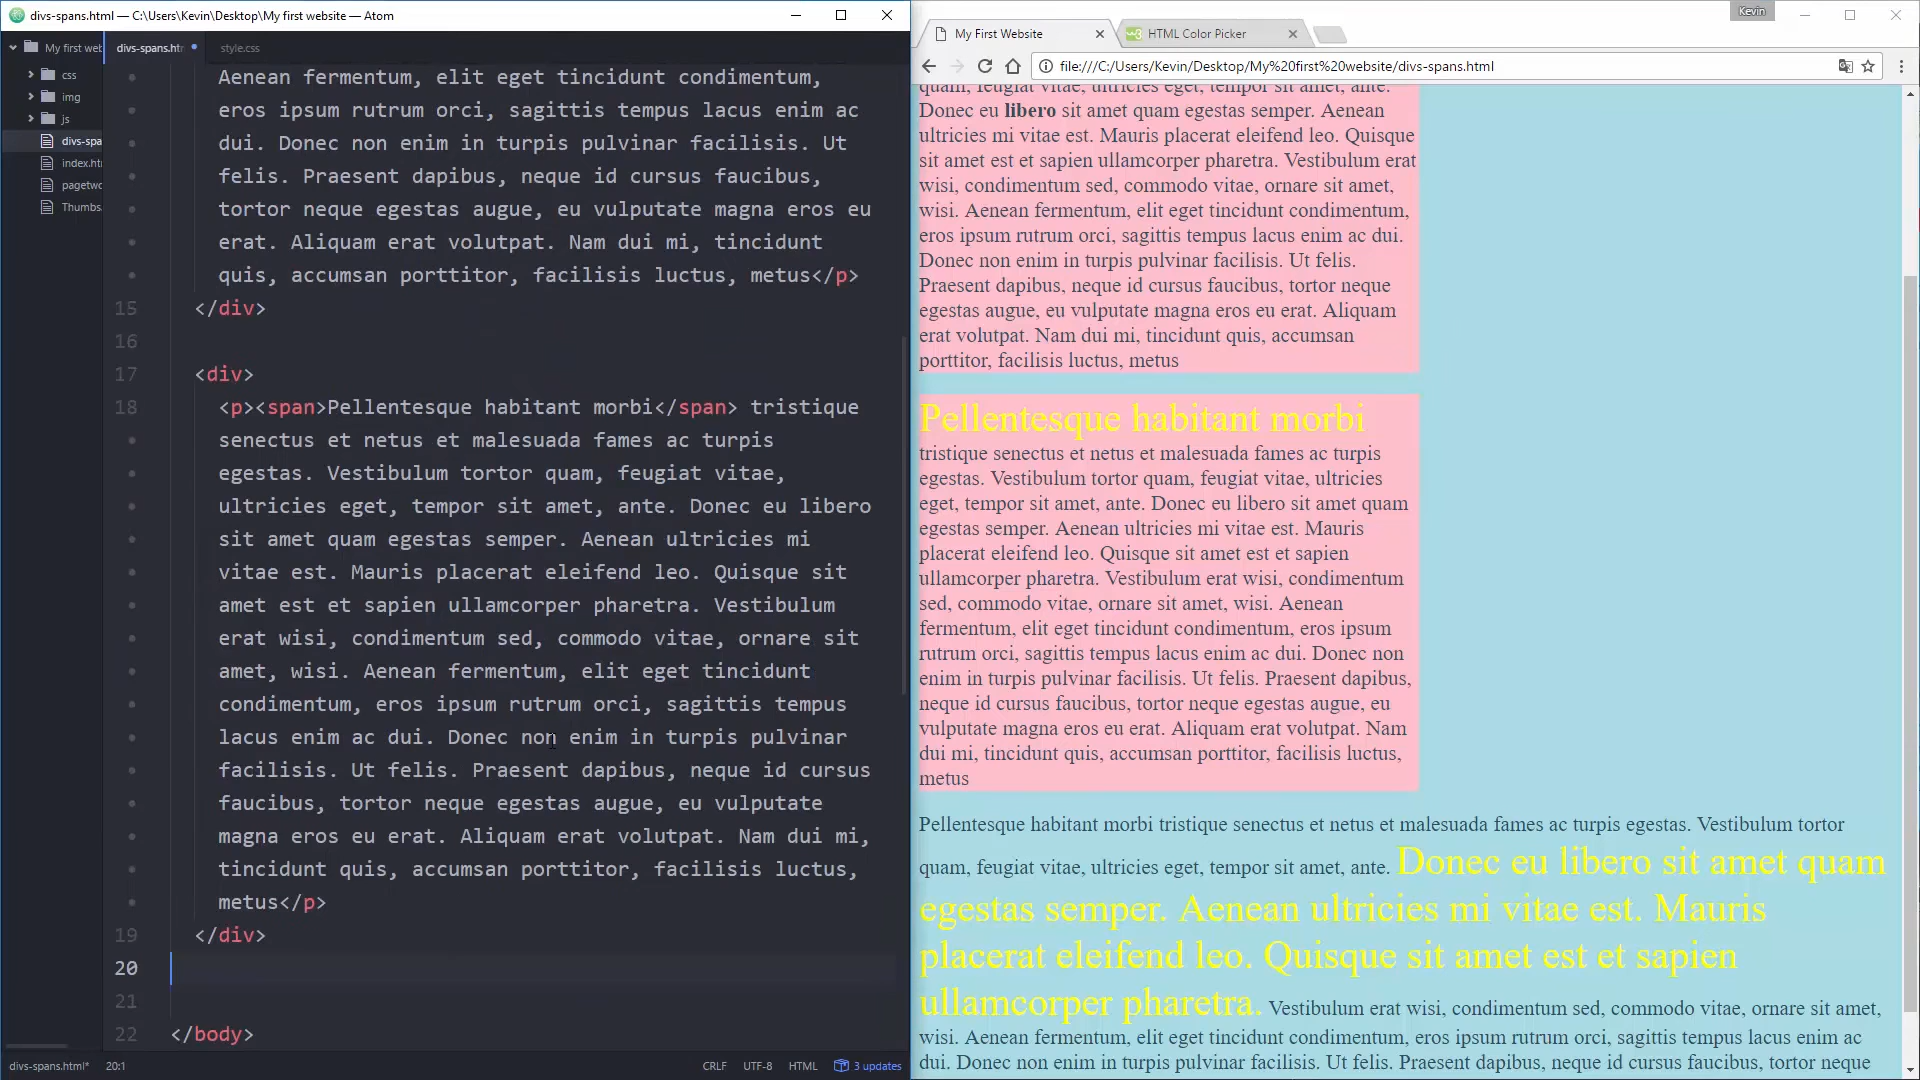 divs-spans.html — C:\Users\Kevin\Desktop\My first website — Atom
My first web
css
img
js
divs-spa
index.ht
pagetwo
Thumbs.
divs-spans.htr
style.css
Aenean fermentum, elit eget tincidunt condimentum,
eros ipsum rutrum orci, sagittis tempus lacus enim ac
dui. Donec non enim in turpis pulvinar facilisis. Ut
felis. Praesent dapibus, neque id cursus faucibus,
tortor neque egestas augue, eu vulputate magna eros eu
erat. Aliquam erat volutpat. Nam dui mi, tincidunt
quis, accumsan porttitor, facilisis luctus, metus</p>
15 </div>
16
17 <div>
18 <p><span>Pellentesque habitant morbi</span> tristique
senectus et netus et malesuada fames ac turpis
egestas. Vestibulum tortor quam, feugiat vitae,
ultricies eget, tempor sit amet, ante. Donec eu libero
sit amet quam egestas semper. Aenean ultricies mi
vitae est. Mauris placerat eleifend leo. Quisque sit
amet est et sapien ullamcorper pharetra. Vestibulum
erat wisi, condimentum sed, commodo vitae, ornare sit
amet, wisi. Aenean fermentum, elit eget tincidunt
condimentum, eros ipsum rutrum orci, sagittis tempus
lacus enim ac dui. Donec non enim in turpis pulvinar
facilisis. Ut felis. Praesent dapibus, neque id cursus
faucibus, tortor neque egestas augue, eu vulputate
magna eros eu erat. Aliquam erat volutpat. Nam dui mi,
tincidunt quis, accumsan porttitor, facilisis luctus,
metus</p>
19 </div>
20
21
22 </body>
divs-spans.html* 20:1 CRLF UTF-8 HTML 3 updates
Kevin
My First Website
HTML Color Picker
file:///C:/Users/Kevin/Desktop/My%20first%20website/divs-spans.html
quam, feugiat vitae, ultricies eget, tempor sit amet, ante.
Donec eu libero sit amet quam egestas semper. Aenean
ultricies mi vitae est. Mauris placerat eleifend leo. Quisque
sit amet est et sapien ullamcorper pharetra. Vestibulum erat
wisi, condimentum sed, commodo vitae, ornare sit amet,
wisi. Aenean fermentum, elit eget tincidunt condimentum,
eros ipsum rutrum orci, sagittis tempus lacus enim ac dui.
Donec non enim in turpis pulvinar facilisis. Ut felis.
Praesent dapibus, neque id cursus faucibus, tortor neque
egestas augue, eu vulputate magna eros eu erat. Aliquam
erat volutpat. Nam dui mi, tincidunt quis, accumsan
porttitor, facilisis luctus, metus
Pellentesque habitant morbi
tristique senectus et netus et malesuada fames ac turpis
egestas. Vestibulum tortor quam, feugiat vitae, ultricies
eget, tempor sit amet, ante. Donec eu libero sit amet quam
egestas semper. Aenean ultricies mi vitae est. Mauris
placerat eleifend leo. Quisque sit amet est et sapien
ullamcorper pharetra. Vestibulum erat wisi, condimentum
sed, commodo vitae, ornare sit amet, wisi. Aenean
fermentum, elit eget tincidunt condimentum, eros ipsum
rutrum orci, sagittis tempus lacus enim ac dui. Donec non
enim in turpis pulvinar facilisis. Ut felis. Praesent dapibus,
neque id cursus faucibus, tortor neque egestas augue, eu
vulputate magna eros eu erat. Aliquam erat volutpat. Nam
dui mi, tincidunt quis, accumsan porttitor, facilisis luctus,
metus
Pellentesque habitant morbi tristique senectus et netus et malesuada fames ac turpis egestas. Vestibulum tortor
quam, feugiat vitae, ultricies eget, tempor sit amet, ante. Donec eu libero sit amet quam
egestas semper. Aenean ultricies mi vitae est. Mauris
placerat eleifend leo. Quisque sit amet est et sapien
ullamcorper pharetra. Vestibulum erat wisi, condimentum sed, commodo vitae, ornare sit amet,
wisi. Aenean fermentum, elit eget tincidunt condimentum, eros ipsum rutrum orci, sagittis tempus lacus enim ac
dui. Donec non enim in turpis pulvinar facilisis. Ut felis. Praesent dapibus, neque id cursus faucibus, tortor neque